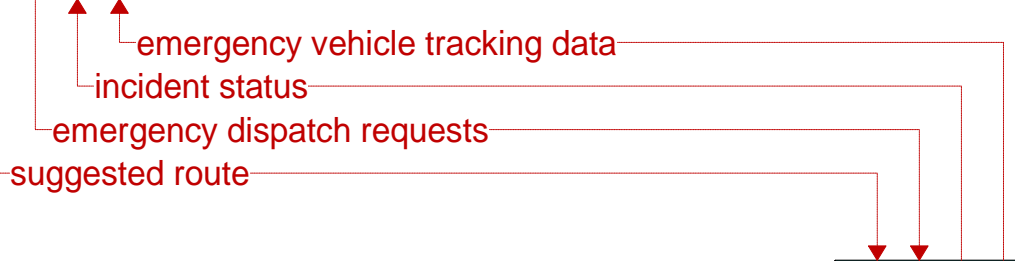 emergency vehicle tracking data
incident status
emergency dispatch requests
suggested route